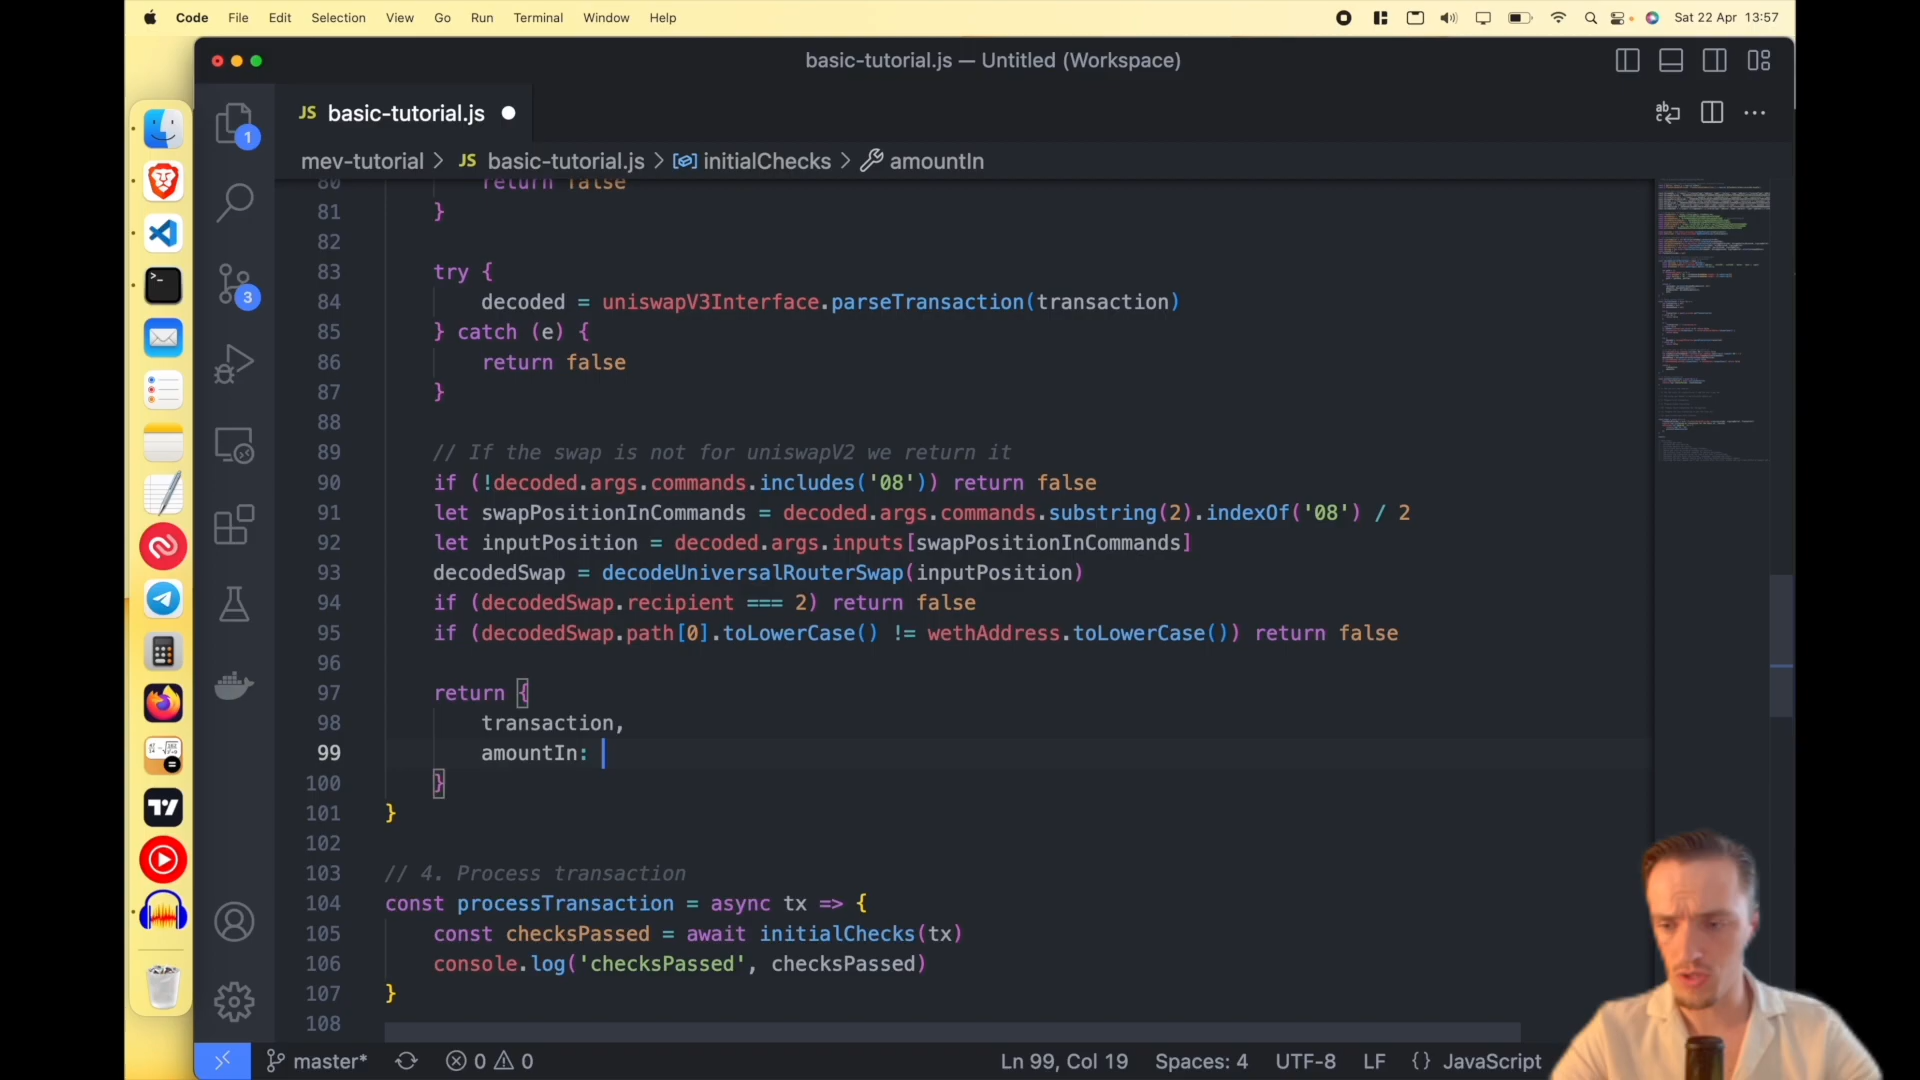 Code File Edit Selection View Go Run Terminal Window Help Sat 22 Apr 13:57
basic-tutorial.js — Untitled (Workspace)
JS basic-tutorial.js
mev-tutorial > JS basic-tutorial.js > initialChecks > amountIn
1
3
80 return false
81 }
82
83 try {
84 decoded = uniswapV3Interface.parseTransaction(transaction)
85 } catch (e) {
86 return false
87 }
88
89 // If the swap is not for uniswapV2 we return it
90 if (!decoded.args.commands.includes('08')) return false
91 let swapPositionInCommands = decoded.args.commands.substring(2).indexOf('08') / 2
92 let inputPosition = decoded.args.inputs[swapPositionInCommands]
93 decodedSwap = decodeUniversalRouterSwap(inputPosition)
94 if (decodedSwap.recipient === 2) return false
95 if (decodedSwap.path[0].toLowerCase() != wethAddress.toLowerCase()) return false
96
97 return {
98 transaction,
99 amountIn:
100 }
101 }
102
103 // 4. Process transaction
104 const processTransaction = async tx => {
105 const checksPassed = await initialChecks(tx)
106 console.log('checksPassed', checksPassed)
107 }
108
master* 0 0 Ln 99, Col 19 Spaces: 4 UTF-8 LF {} JavaScript